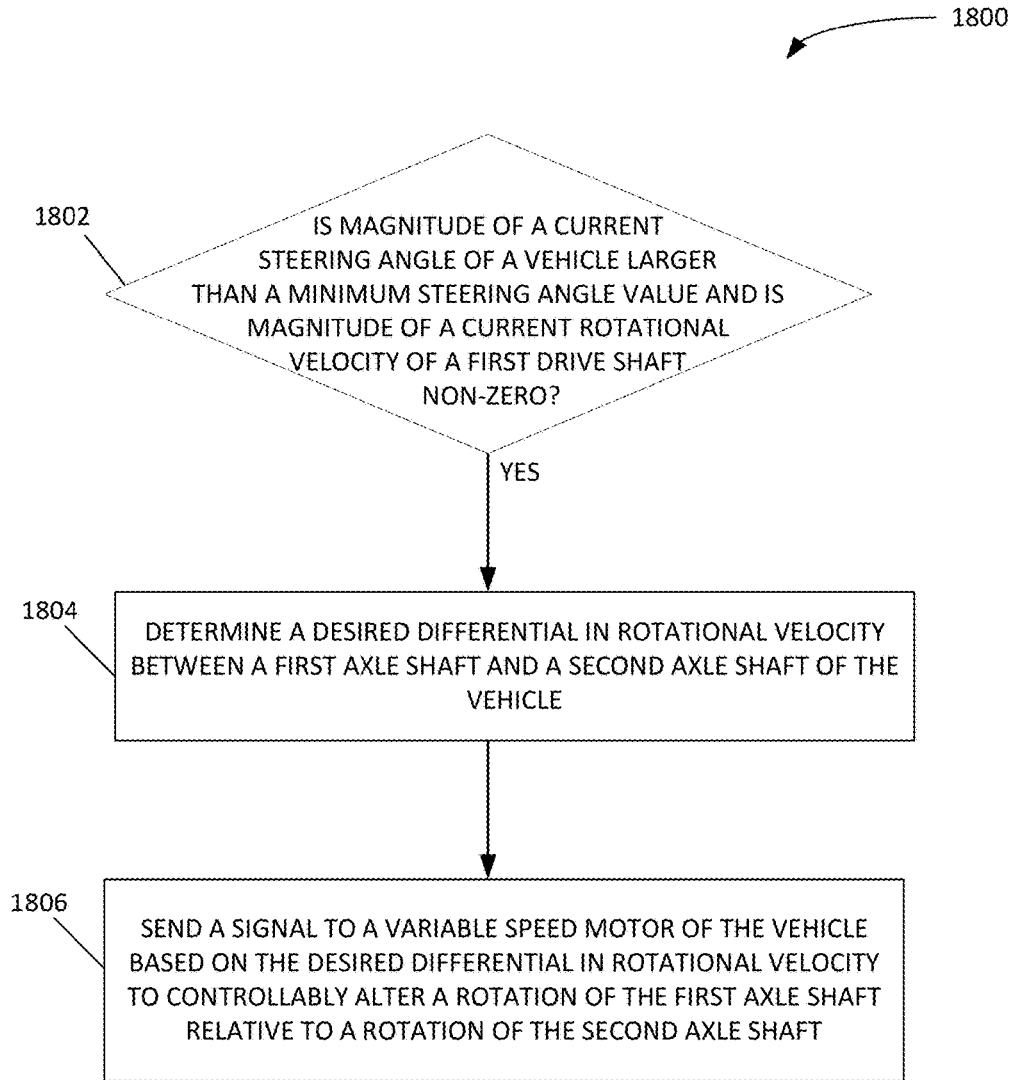 1800
1802
IS MAGNITUDE OF A CURRENT
STEERING ANGLE OF A VEHICLE LARGER
THAN A MINIMUM STEERING ANGLE VALUE AND IS
MAGNITUDE OF A CURRENT ROTATIONAL
VELOCITY OF A FIRST DRIVE SHAFT
NON-ZERO?
YES
1804
DETERMINE A DESIRED DIFFERENTIAL IN ROTATIONAL VELOCITY
BETWEEN A FIRST AXLE SHAFT AND A SECOND AXLE SHAFT OF THE
VEHICLE
1806
SEND A SIGNAL TO A VARIABLE SPEED MOTOR OF THE VEHICLE
BASED ON THE DESIRED DIFFERENTIAL IN ROTATIONAL VELOCITY
TO CONTROLLABLY ALTER A ROTATION OF THE FIRST AXLE SHAFT
RELATIVE TO A ROTATION OF THE SECOND AXLE SHAFT